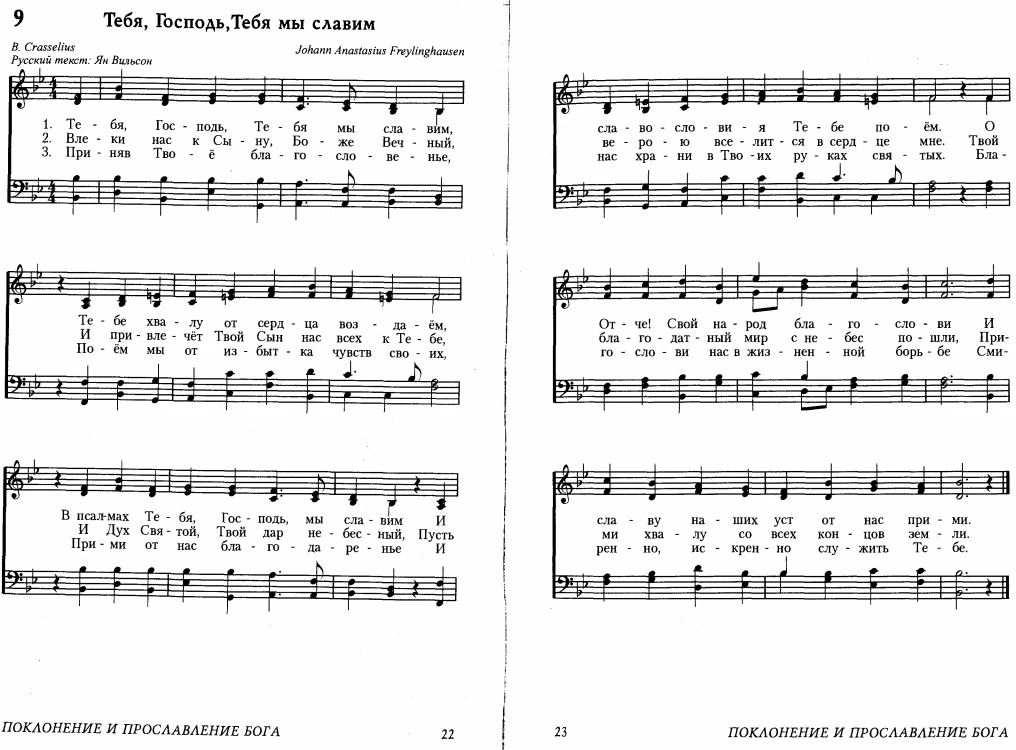 9
Тебя, Господь,Тебя мы славим
B. Crasselius
Русский текст: Ян Вильсон
Johann Anastasius Freylinghausen
1. Те - бя, Гос - подь, Те - бя мы сла - вим,
2. Вле - ки нас к Сы - ну, Бо - же Веч - ный,
3. При - няв Тво - ё бла - го - сло - ве - нье,
Те - бе хва - лу от серд - ца воз - да - ём,
И при - вле - чёт Твой Сын нас всех к Те - бе,
По - ём мы от из - быт - ка чувств сво - их,
В псал-мах Те - бя, Гос - подь, мы сла - вим И
И Дух Свя - той, Твой дар не - бес - ный, Пусть
При - ми от нас бла - го - да - ре - нье И
ПОКЛОНЕНИЕ И ПРОСЛАВЛЕНИЕ БОГА
22
сла - во - сло - ви - я Те - бе по - ём. О
ве - ро - ю все - лит - ся в серд - це мне. Твой
нас хра - ни в Тво - их ру - ках свя - тых. Бла -
От - че! Свой на - род бла - го - сло - ви И
бла - го - дат - ный мир с не - бес по - шли, При-
го - сло - ви нас в жиз - нен - ной борь - бе Сми-
сла - ву на - ших уст от нас при - ми.
ми хва - лу со всех кон - цов зем - ли.
рен - но, ис - крен - но слу - жить Те - бе.
23
ПОКЛОНЕНИЕ И ПРОСЛАВЛЕНИЕ БОГА